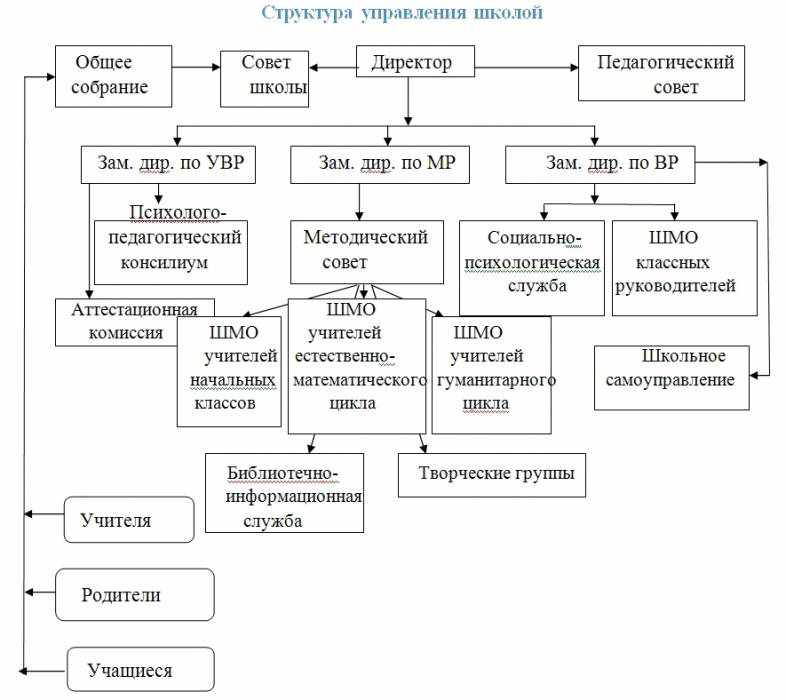 Структура управления школой
Общее
собрание
Совет
школы
Директор
Педагогический
совет
Зам. дир. по УВР
Зам. дир. по МР
Зам. дир. по ВР
Психолого-
педагогический
консилиум
Методический
совет
Социально-
психологическая
служба
ШМО
классных
руководителей
Аттестационная
комиссия
ШМО
учителей
начальных
классов
ШМО
учителей
естественно-
математического
цикла
ШМО
учителей
гуманитарного
цикла
Школьное
самоуправление
Библиотечно-
информационная
служба
Творческие группы
Учителя
Родители
Учащиеся